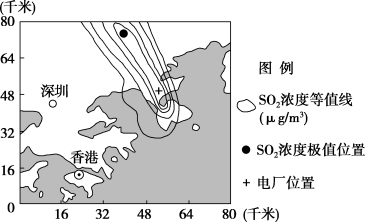 (千米)
80
64
48
32
16
0
16
32
48
64
80
(千米)
深圳
香港
图 例
SO₂浓度等值线
(μg/m³)
SO₂浓度极值位置
电厂位置